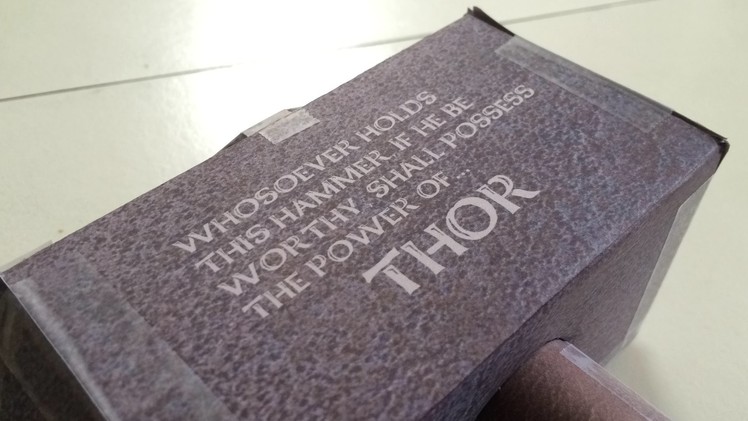 WHOSOEVER HOLDS
THIS HAMMER, IF HE BE
WORTHY, SHALL POSSESS
THE POWER OF...
THOR